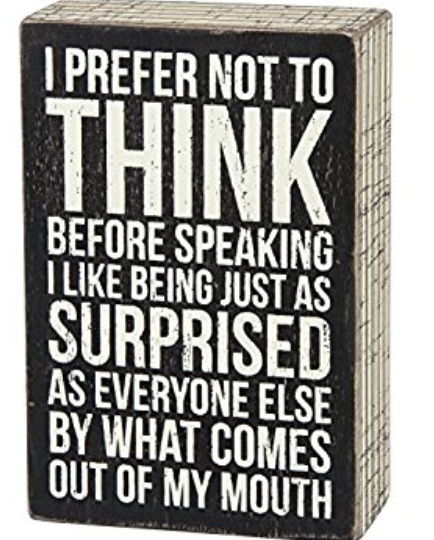 I PREFER NOT TO
THINK
BEFORE SPEAKING
I LIKE BEING JUST AS
SURPRISED
AS EVERYONE ELSE
BY WHAT COMES
OUT OF MY MOUTH